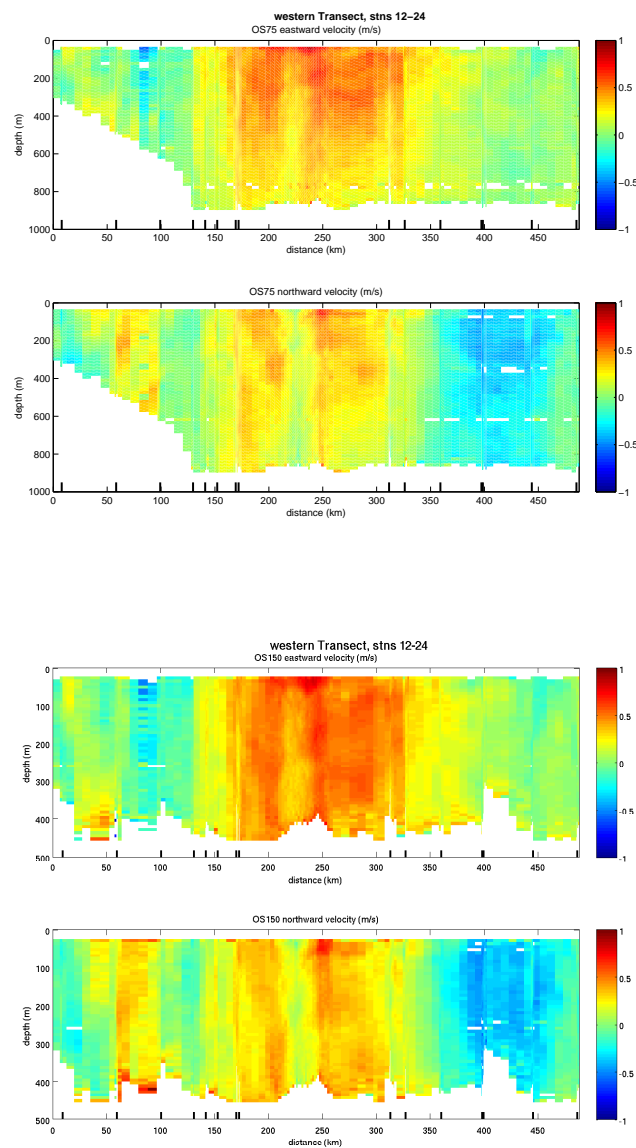 western Transect, stns 12−24
OS75 eastward velocity (m/s)
depth (m)
0
200
400
600
800
1000
0 50 100 150 200 250 300 350 400 450
distance (km)
1
0.5
0
−0.5
−1
OS75 northward velocity (m/s)
depth (m)
0
200
400
600
800
1000
0 50 100 150 200 250 300 350 400 450
distance (km)
1
0.5
0
−0.5
−1
western Transect, stns 12-24
OS150 eastward velocity (m/s)
depth (m)
0
100
200
300
400
500
0 50 100 150 200 250 300 350 400 450
distance (km)
1
0.5
0
-0.5
-1
OS150 northward velocity (m/s)
depth (m)
0
100
200
300
400
500
0 50 100 150 200 250 300 350 400 450
distance (km)
1
0.5
0
-0.5
-1